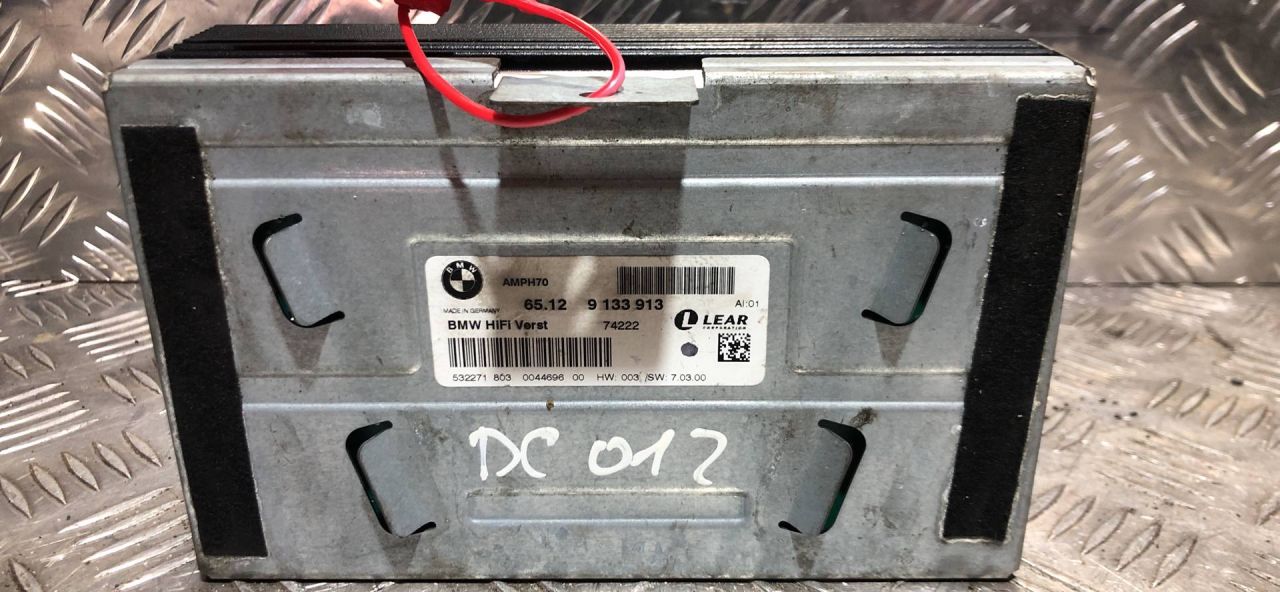 BMW
AMPH70
65.12 9 133 913
AI:01
MADE IN GERMANY
BMW HiFi Verst 74222
LEAR
CORPORATION
532271 803 0044696 00 HW: 003 /SW: 7.03.00
DC 012